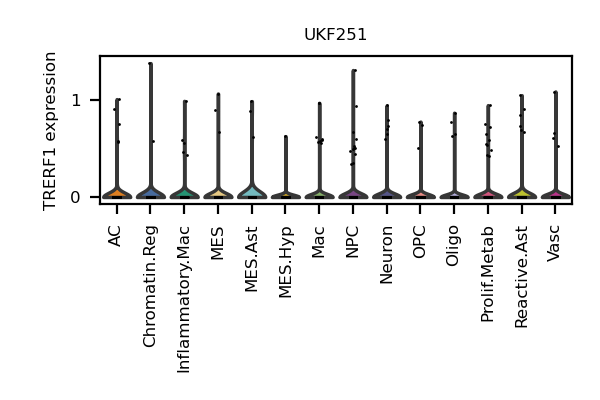 UKF251
TRERF1 expression
1
0
AC
Chromatin.Reg
Inflammatory.Mac
MES
MES.Ast
MES.Hyp
Mac
NPC
Neuron
OPC
Oligo
Prolif.Metab
Reactive.Ast
Vasc